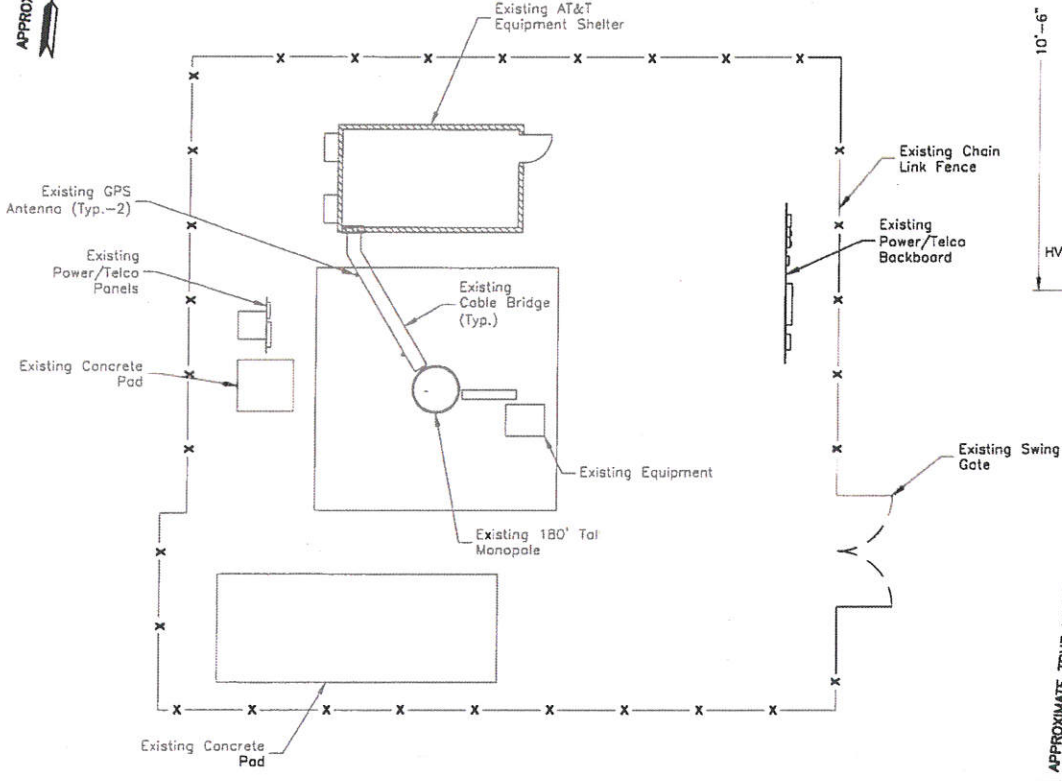 APPROX
Existing AT&T
Equipment Shelter
10'-6"
Existing Chain
Link Fence
Existing GPS
Antenna (Typ.-2)
Existing
Power/Telco
Backboard
HV
Existing
Power/Telco
Panels
Existing
Cable Bridge
(Typ.)
Existing Concrete
Pad
Existing Swing
Gate
Existing Equipment
Existing 180' Tal
Monopole
Existing Concrete
Pad
APPROXIMATE TRUE